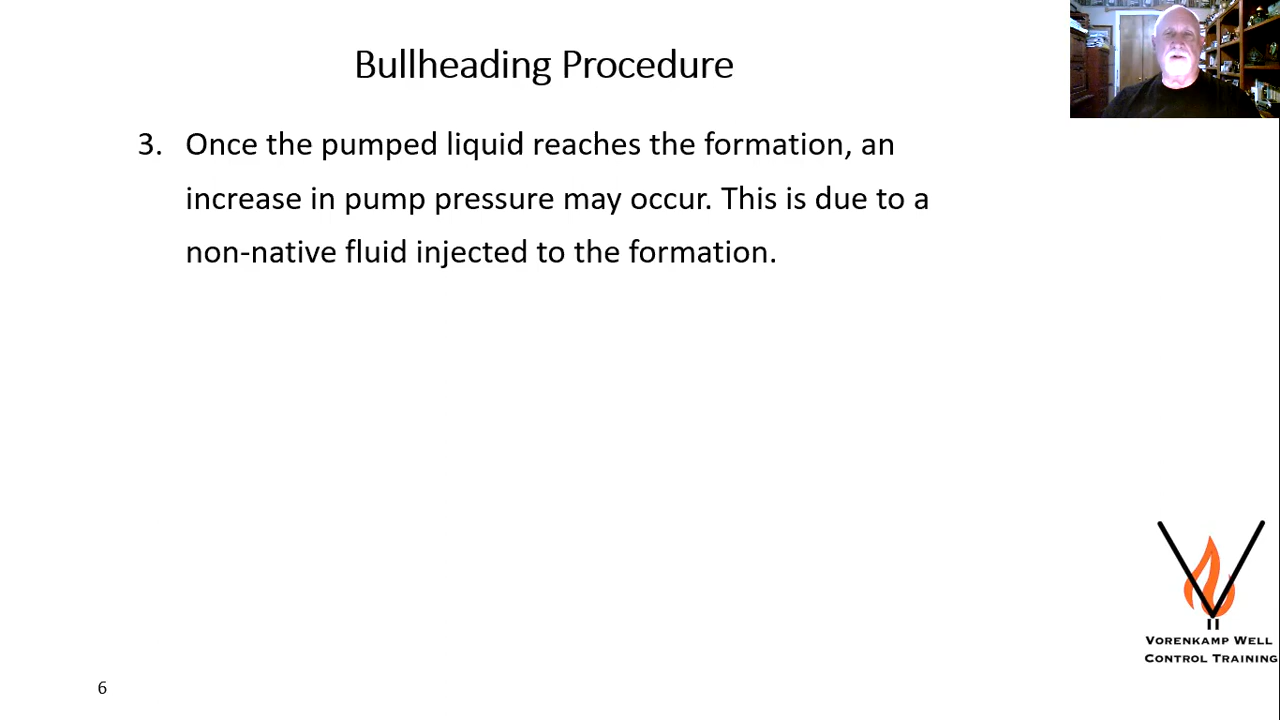 Bullheading Procedure
3. Once the pumped liquid reaches the formation, an
increase in pump pressure may occur. This is due to a
non-native fluid injected to the formation.
VORENKAMP WELL
CONTROL TRAINING
6